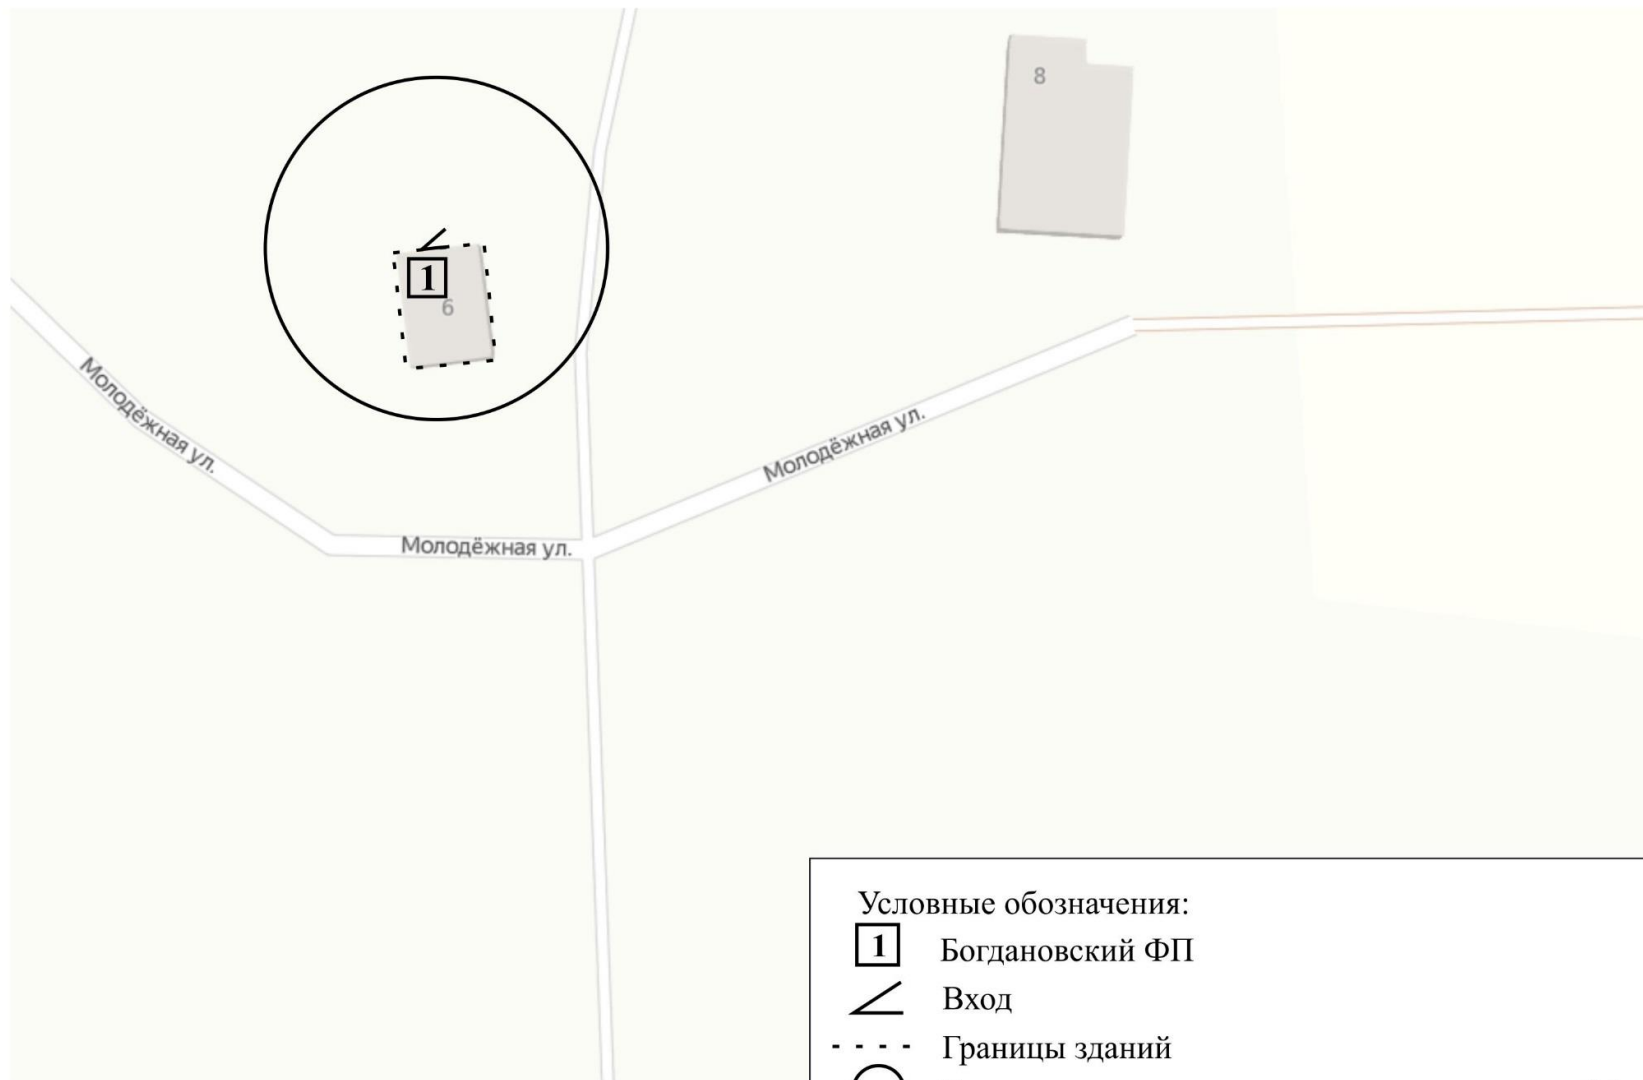 8
1
6
Молодёжная ул.
Молодёжная ул.
Молодёжная ул.
Условные обозначения:
1 Богдановский ФП
Вход
Границы зданий